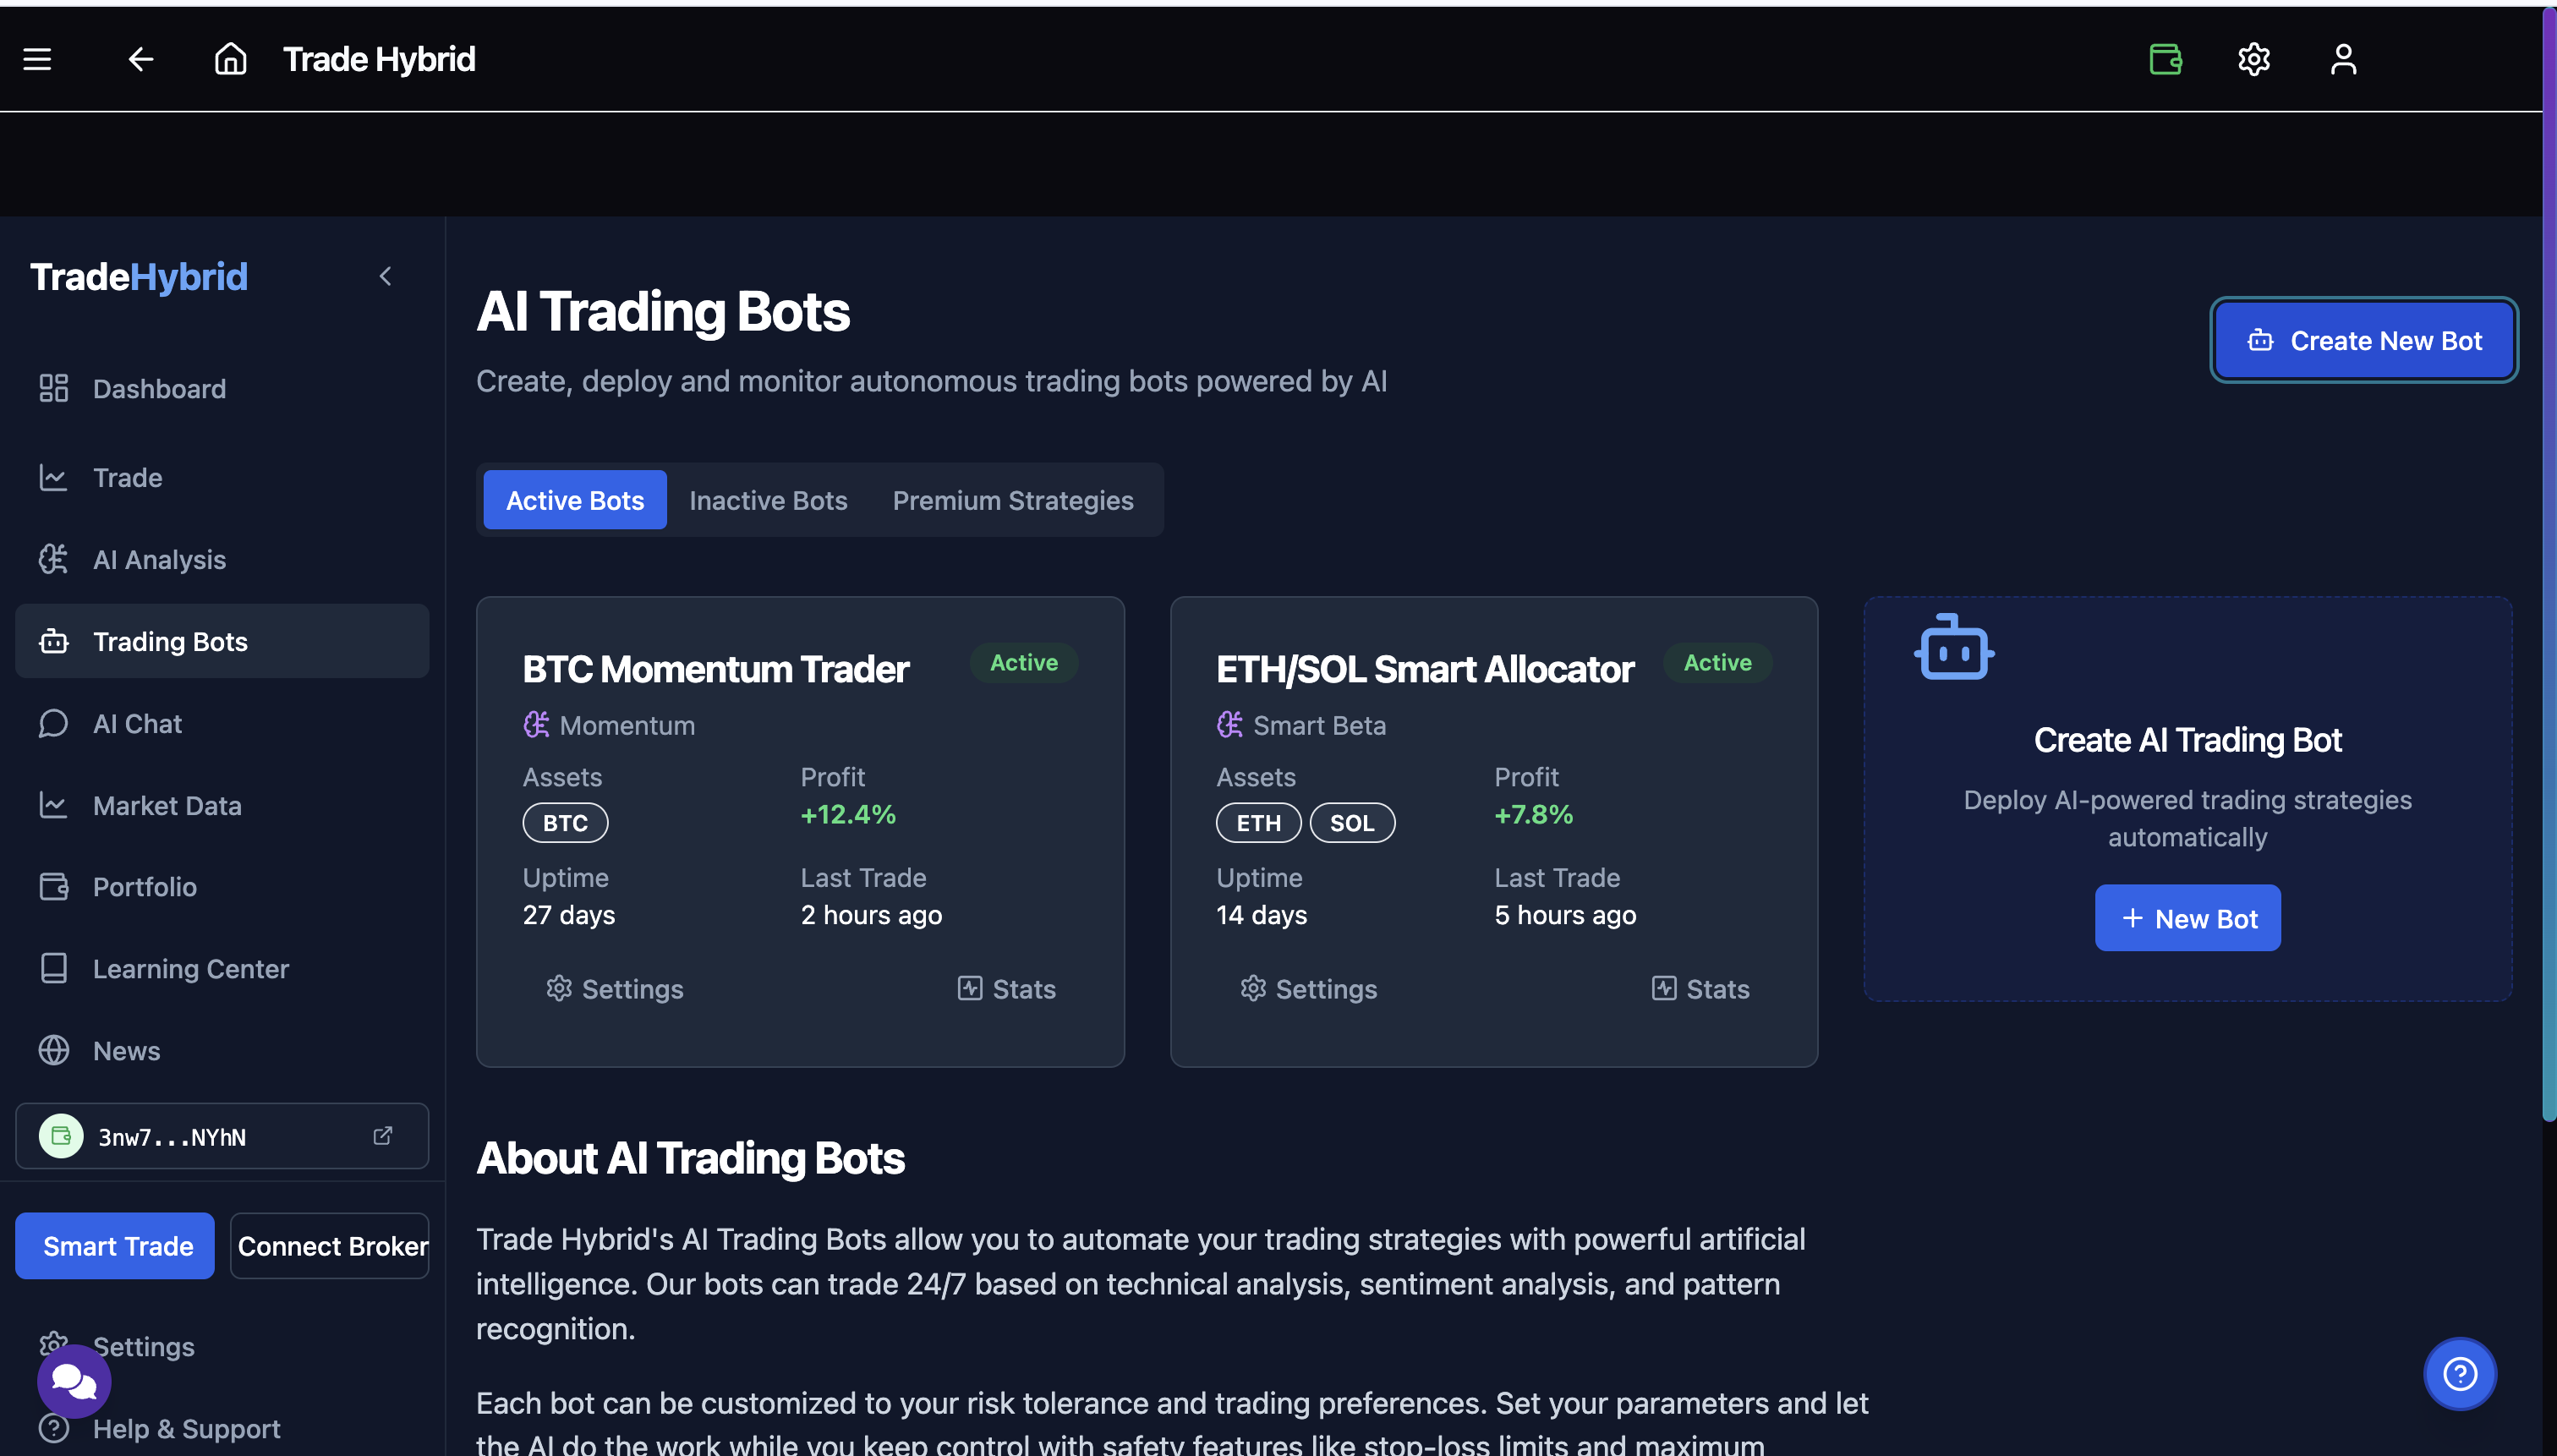 Trade Hybrid
TradeHybrid
Dashboard
Trade
AI Analysis
Trading Bots
AI Chat
Market Data
Portfolio
Learning Center
News
3nw7...NYhN
Smart Trade
Connect Broker
Settings
Help & Support
AI Trading Bots
Create, deploy and monitor autonomous trading bots powered by AI
Create New Bot
Active Bots
Inactive Bots
Premium Strategies
BTC Momentum Trader
Active
Momentum
Assets
Profit
BTC
+12.4%
Uptime
Last Trade
27 days
2 hours ago
Settings
Stats
ETH/SOL Smart Allocator
Active
Smart Beta
Assets
Profit
ETH
SOL
+7.8%
Uptime
Last Trade
14 days
5 hours ago
Settings
Stats
Create AI Trading Bot
Deploy AI-powered trading strategies
automatically
+ New Bot
About AI Trading Bots
Trade Hybrid's AI Trading Bots allow you to automate your trading strategies with powerful artificial
intelligence. Our bots can trade 24/7 based on technical analysis, sentiment analysis, and pattern
recognition.
Each bot can be customized to your risk tolerance and trading preferences. Set your parameters and let
the AI do the work while you keep control with safety features like stop-loss limits and maximum